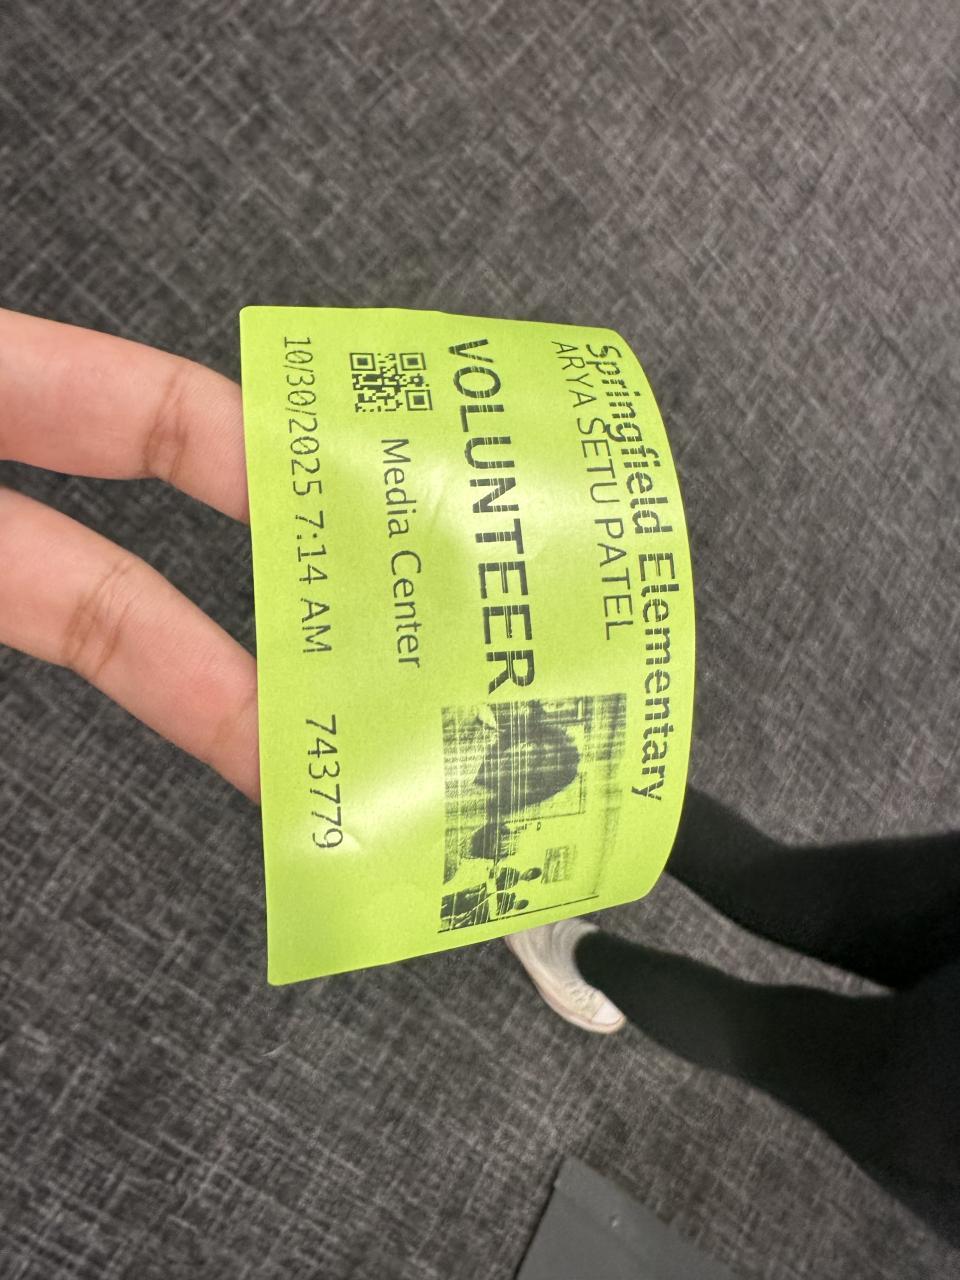 Springfield Elementary
ARYA SETU PATEL
VOLUNTEER
Media Center
10/30/2025 7:14 AM 743779